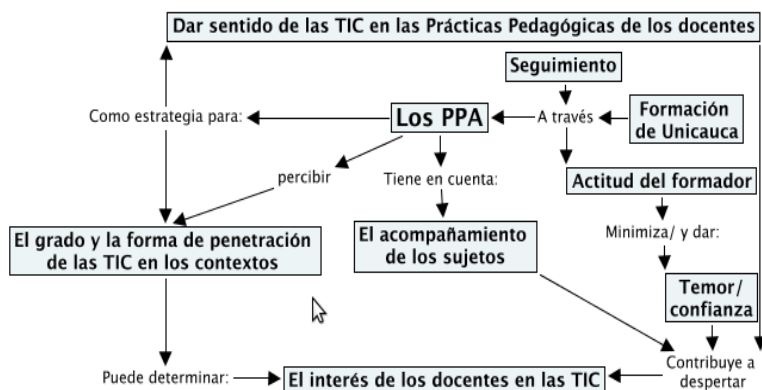 Dar sentido de las TIC en las Prácticas Pedagógicas de los docentes
Seguimiento
Como estrategia para:
Los PPA
A través
Formación
de Unicauca
percibir
Tiene en cuenta:
Actitud del formador
El grado y la forma de penetración
de las TIC en los contextos
El acompañamiento
de los sujetos
Minimiza/ y dar:
Temor/
confianza
Puede determinar:
El interés de los docentes en las TIC
Contribuye a
despertar